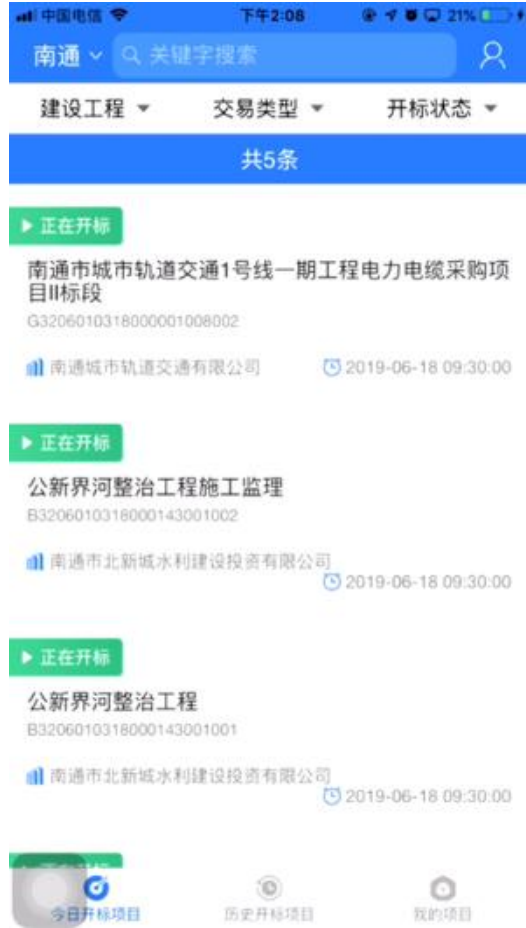 中国电信 下午2:08 21%
南通 关键字搜索
建设工程 交易类型 开标状态
共5条
正在开标
南通市城市轨道交通1号线一期工程电力电缆采购项
目II标段
G3206010318000001008002
南通城市轨道交通有限公司 2019-06-18 09:30:00
正在开标
公新界河整治工程施工监理
B3206010318000143001002
南通市北新城水利建设投资有限公司
2019-06-18 09:30:00
正在开标
公新界河整治工程
B3206010318000143001001
南通市北新城水利建设投资有限公司
2019-06-18 09:30:00
今日开标项目 历史开标项目 我的项目